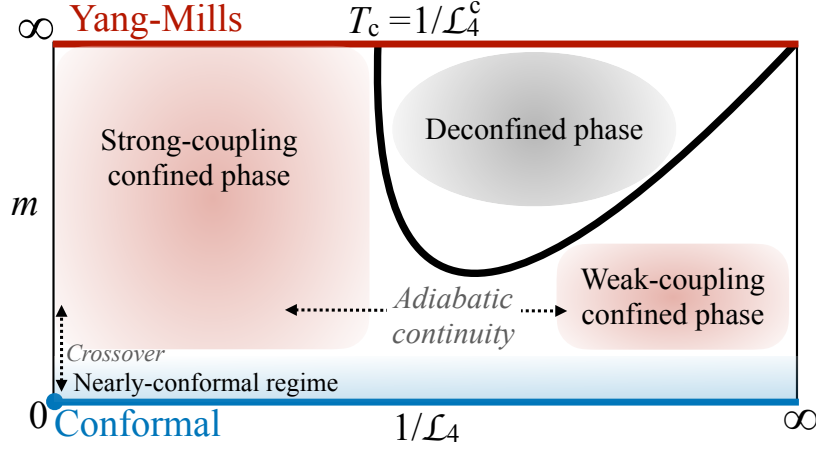 ∞
Yang-Mills
T_c = 1/ℒ_4^c
Strong-coupling
confined phase
Deconfined phase
m
Weak-coupling
confined phase
Adiabatic
continuity
Crossover
Nearly-conformal regime
0
Conformal
1/ℒ_4
∞